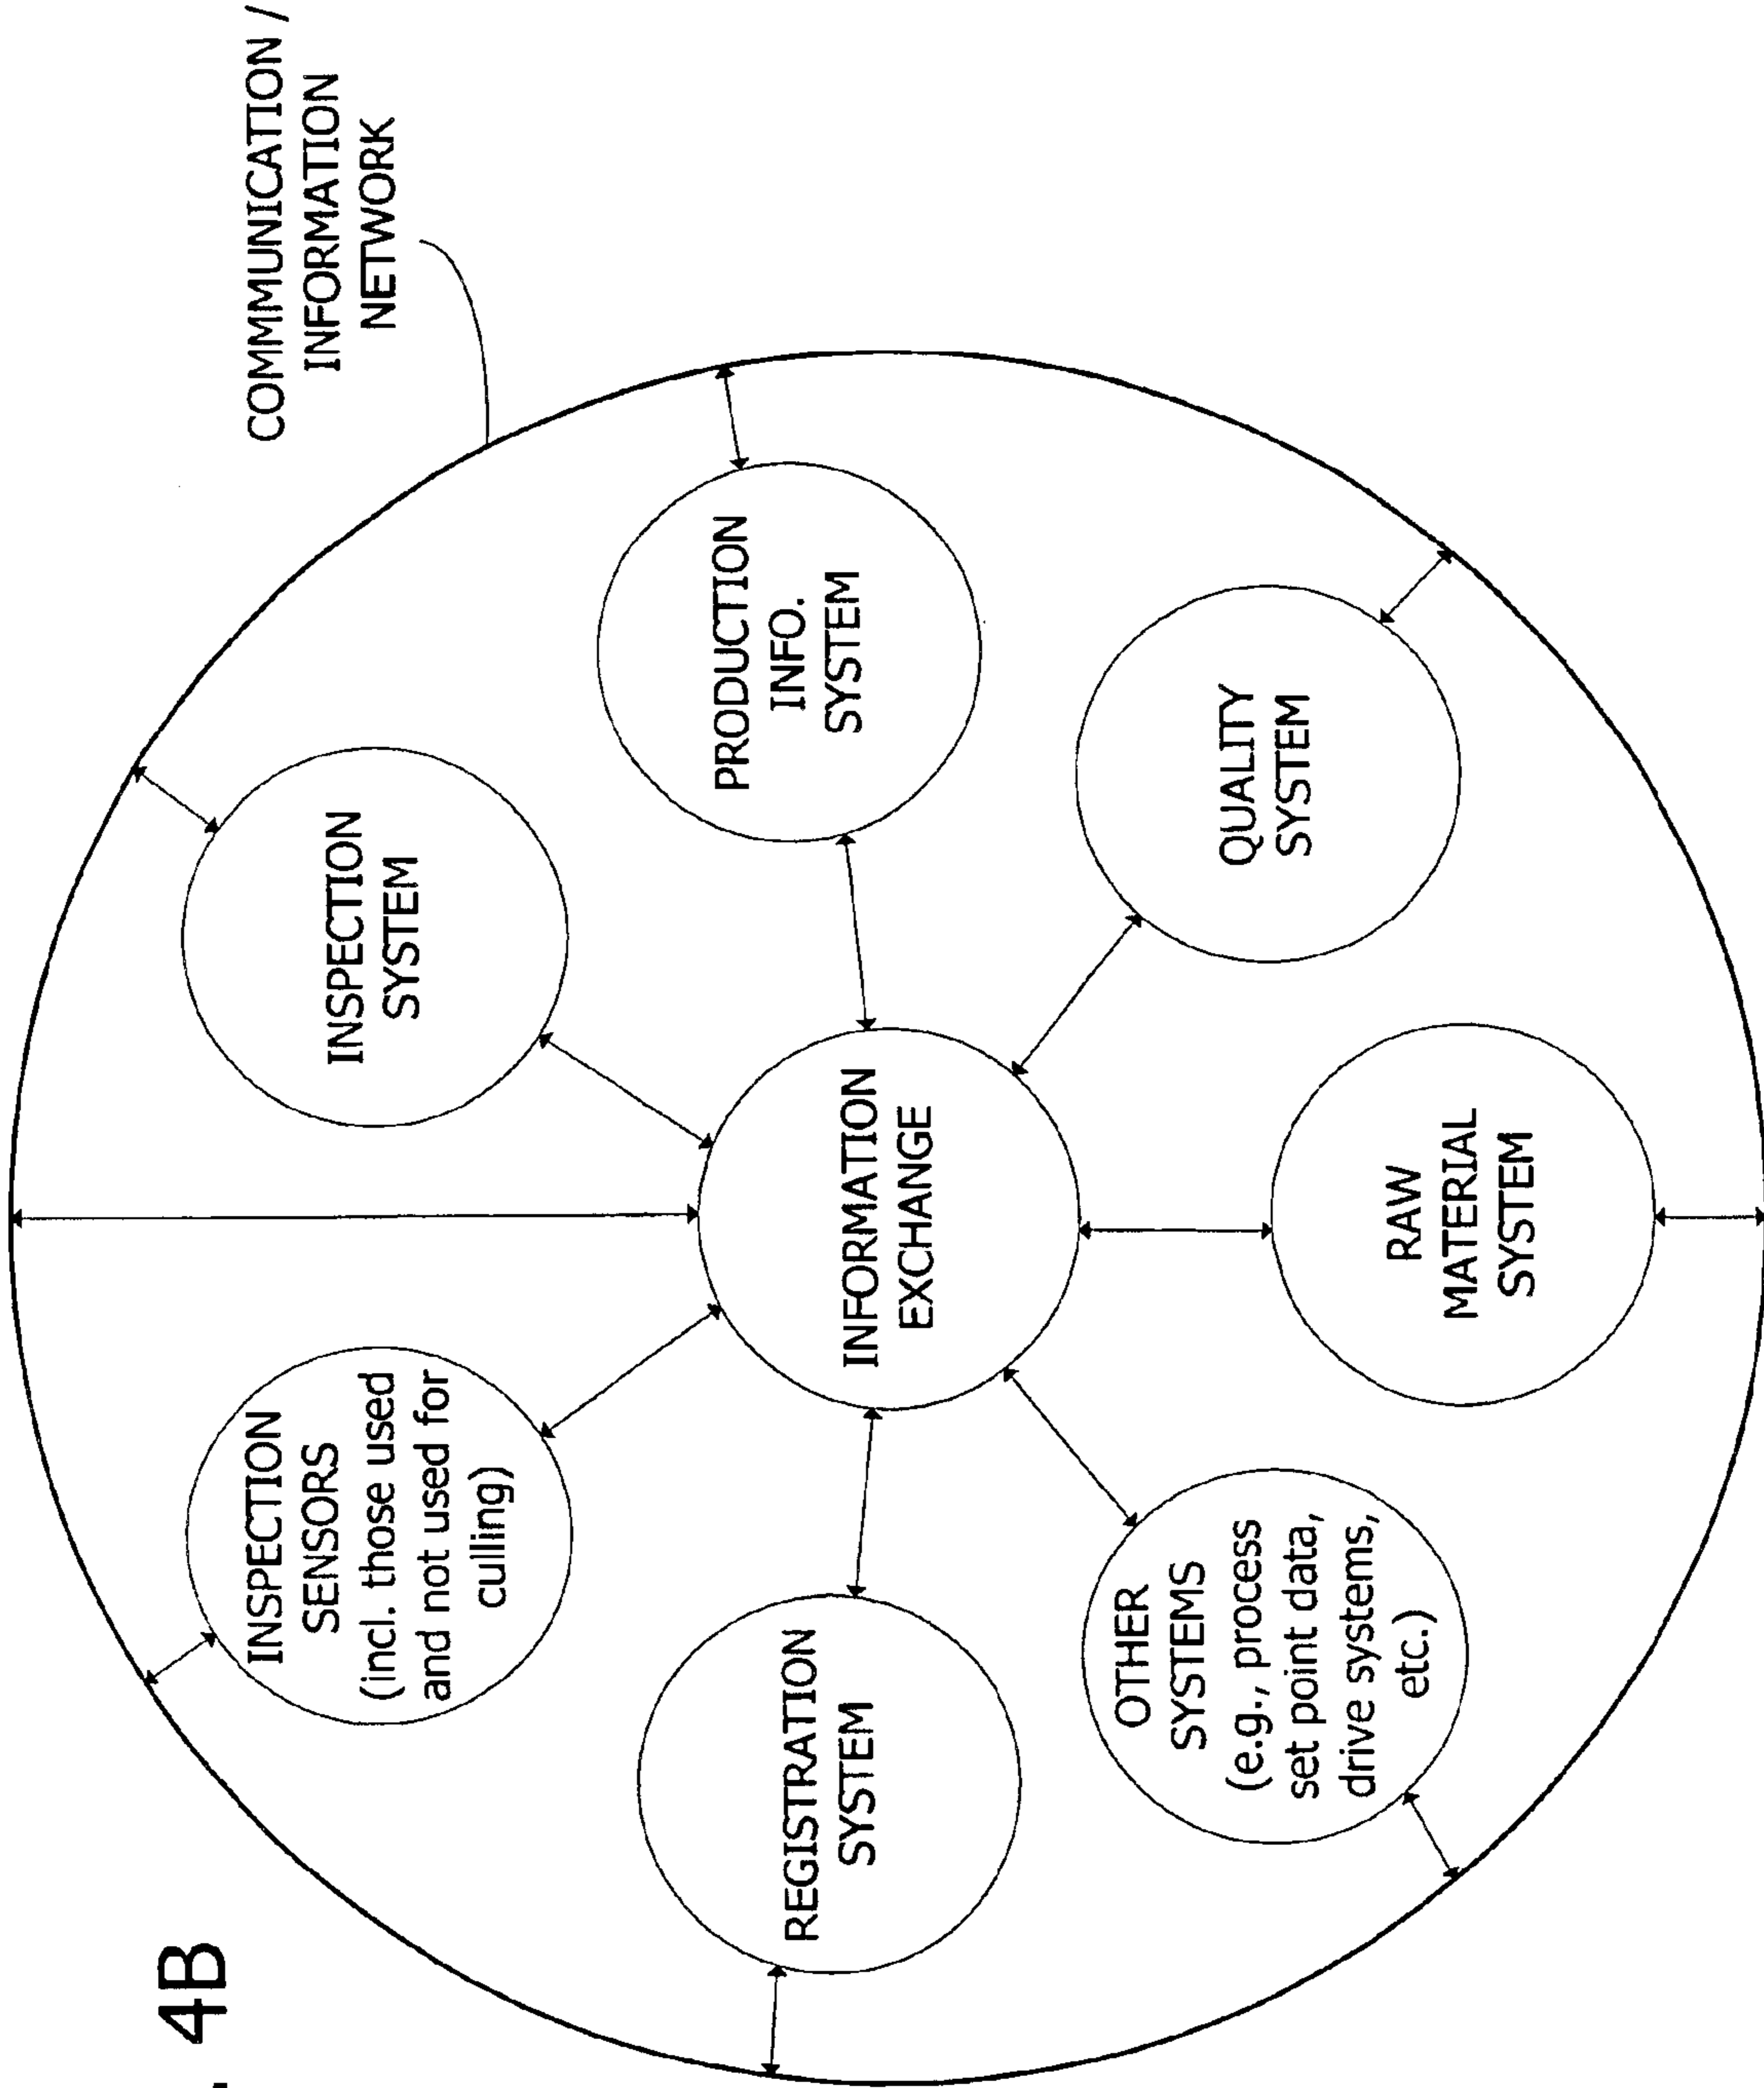 4B
COMMMUNICATION /
INFORMATION
NETWORK
INSPECTION
SENSORS
(incl. those used
and not used for
culling)
INSPECTION
SYSTEM
REGISTRATION
SYSTEM
INFORMATION
EXCHANGE
PRODUCTION
INFO.
SYSTEM
OTHER
SYSTEMS
(e.g., process
set point data,
drive systems,
etc.)
RAW
MATERIAL
SYSTEM
QUALITY
SYSTEM